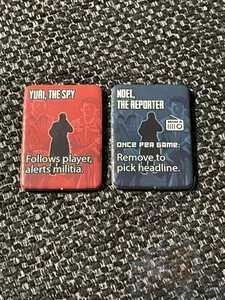 YURI, THE SPY
Follows player,
alerts militia.
NOEL,
THE REPORTER
ONCE PER GAME:
Remove to
pick headline.